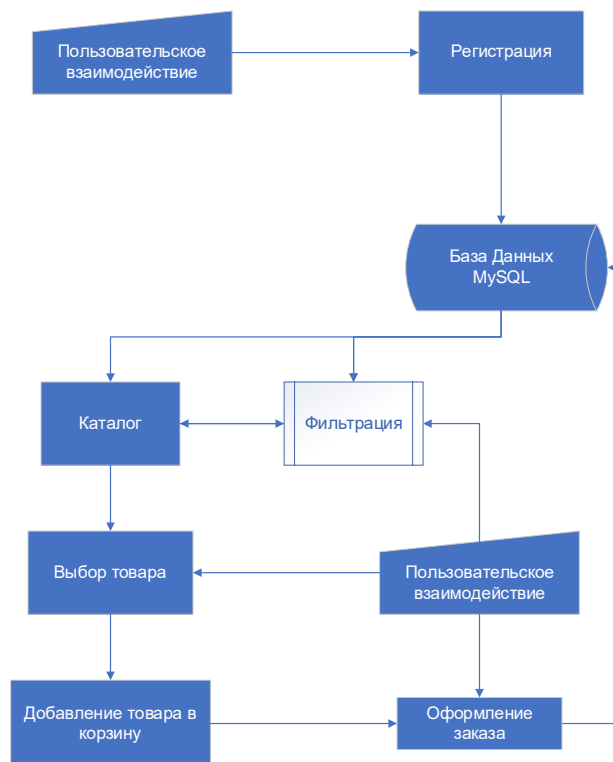 Пользовательское
взаимодействие
Регистрация
База Данных
MySQL
Каталог
Фильтрация
Выбор товара
Пользовательское
взаимодействие
Добавление товара в
корзину
Оформление
заказа